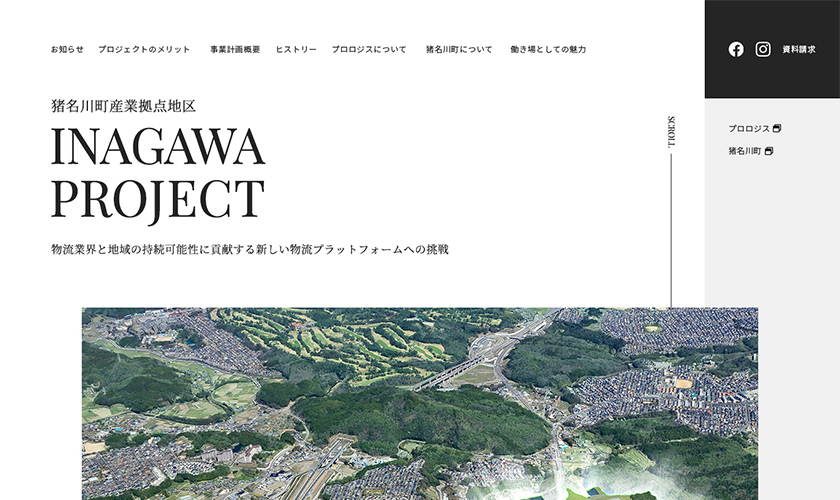 お知らせ プロジェクトのメリット 事業計画概要 ヒストリー プロロジスについて 猪名川町について 働き場としての魅力
資料請求
プロロジス
猪名川町
猪名川町産業拠点地区
INAGAWA
PROJECT
物流業界と地域の持続可能性に貢献する新しい物流プラットフォームへの挑戦
SCROLL